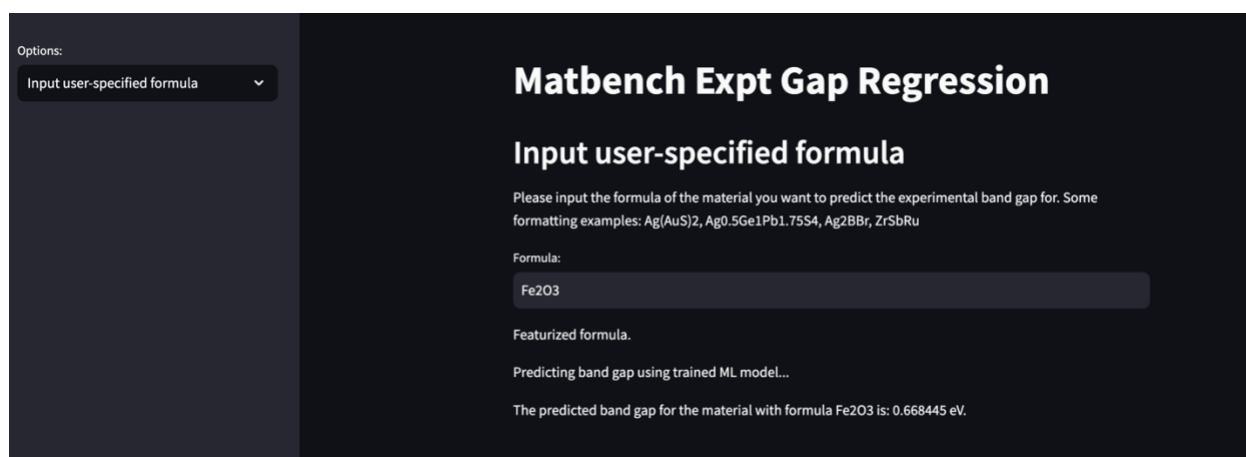 Options:
Input user-specified formula
Matbench Expt Gap Regression
Input user-specified formula
Please input the formula of the material you want to predict the experimental band gap for. Some
formatting examples: Ag(AuS)2, Ag0.5Ge1Pb1.75S4, Ag2BBr, ZrSbRu
Formula:
Fe2O3
Featurized formula.
Predicting band gap using trained ML model...
The predicted band gap for the material with formula Fe2O3 is: 0.668445 eV.